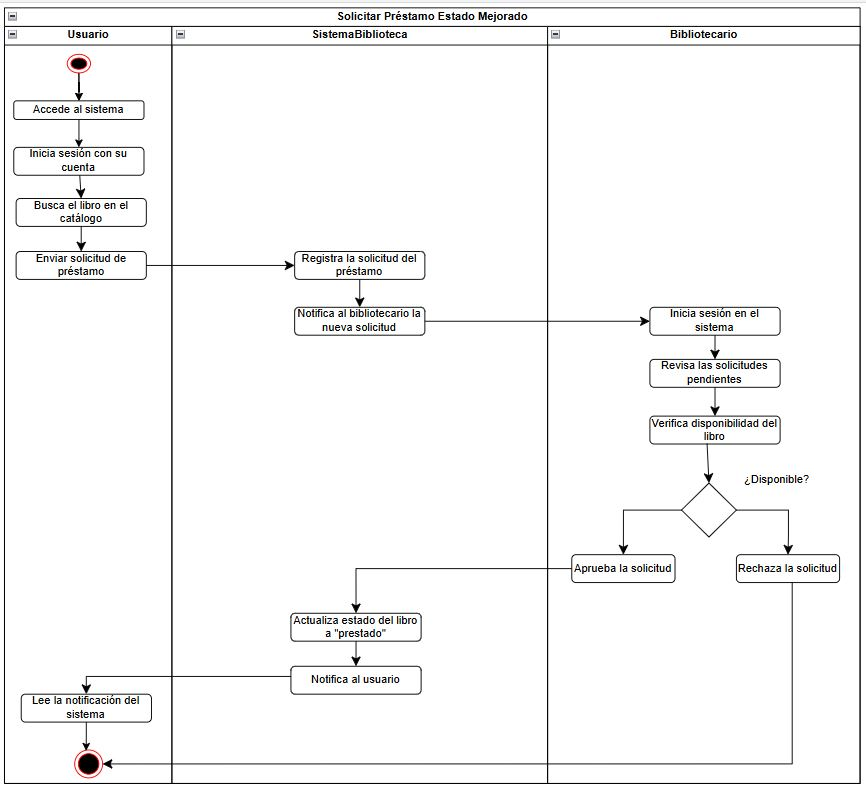 Solicitar Préstamo Estado Mejorado
Usuario
SistemaBiblioteca
Bibliotecario
Accede al sistema
Inicia sesión con su
cuenta
Busca el libro en el
catálogo
Enviar solicitud de
préstamo
Registra la solicitud del
préstamo
Notifica al bibliotecario la
nueva solicitud
Inicia sesión en el
sistema
Revisa las solicitudes
pendientes
Verifica disponibilidad del
libro
¿Disponible?
Aprueba la solicitud
Rechaza la solicitud
Actualiza estado del libro
a "prestado"
Notifica al usuario
Lee la notificación del
sistema